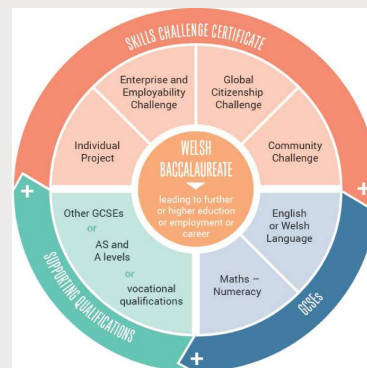 SKILLS CHALLENGE CERTIFICATE
Enterprise and
Employability
Challenge
Global
Citizenship
Challenge
Individual
Project
Community
Challenge
WELSH
BACCALAUREATE
leading to further
or higher eduction
or employment or
career
Other GCSEs
or
AS and
A levels
or
vocational
qualifications
English
or Welsh
Language
Maths –
Numeracy
SUPPORTING QUALIFICATIONS
GCSEs
+
+
+